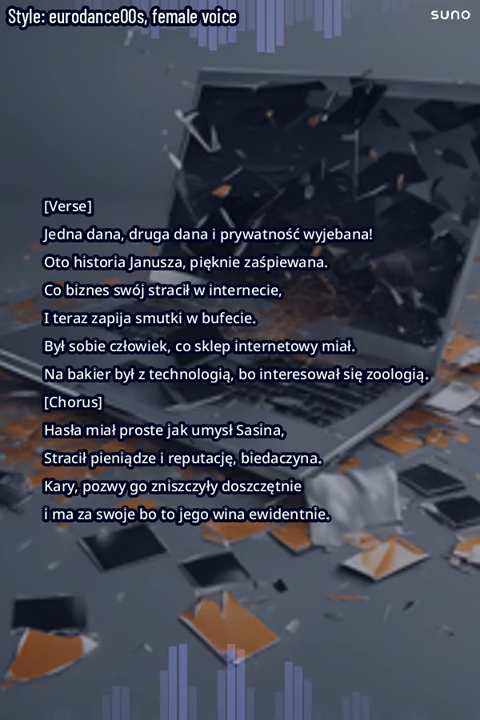 Style: eurodance00s, female voice
suno
[Verse]
Jedna dana, druga dana i prywatność wyjebana!
Oto historia Janusza, pięknie zaśpiewana.
Co biznes swój stracił w internecie,
I teraz zapija smutki w bufecie.
Był sobie człowiek, co sklep internetowy miał.
Na bakier był z technologią, bo interesował się zoologią.
[Chorus]
Hasła miał proste jak umysł Sasina,
Stracił pieniądze i reputację, biedaczyna.
Kary, pozwy go zniszczyły doszczętnie
i ma za swoje bo to jego wina ewidentnie.